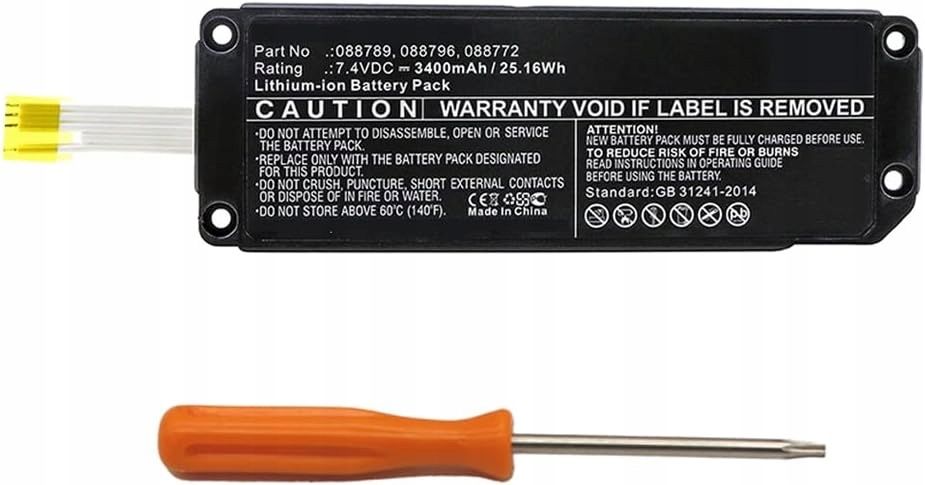 Part No .:088789, 088796, 088772
Rating .:7.4VDC ⎓ 3400mAh / 25.16Wh
Lithium-ion Battery Pack
CAUTION WARRANTY VOID IF LABEL IS REMOVED
•DO NOT ATTEMPT TO DISASSEMBLE, OPEN OR SERVICE
THE BATTERY PACK.
•REPLACE ONLY WITH THE BATTERY PACK DESIGNATED
FOR THIS PRODUCT.
•DO NOT CRUSH, PUNCTURE, SHORT EXTERNAL CONTACTS
OR DISPOSE OF IN FIRE OR WATER.
•DO NOT STORE ABOVE 60℃ (140℉).
CE
Made In China
ATTENTION!
NEW BATTERY PACK MUST BE FULLY CHARGED BEFORE USE.
TO REDUCE RISK OF FIRE OR BURNS
READ INSTRUCTIONS IN OPERATING GUIDE
BEFORE USING THE BATTERY.
Standard:GB 31241-2014
Pb